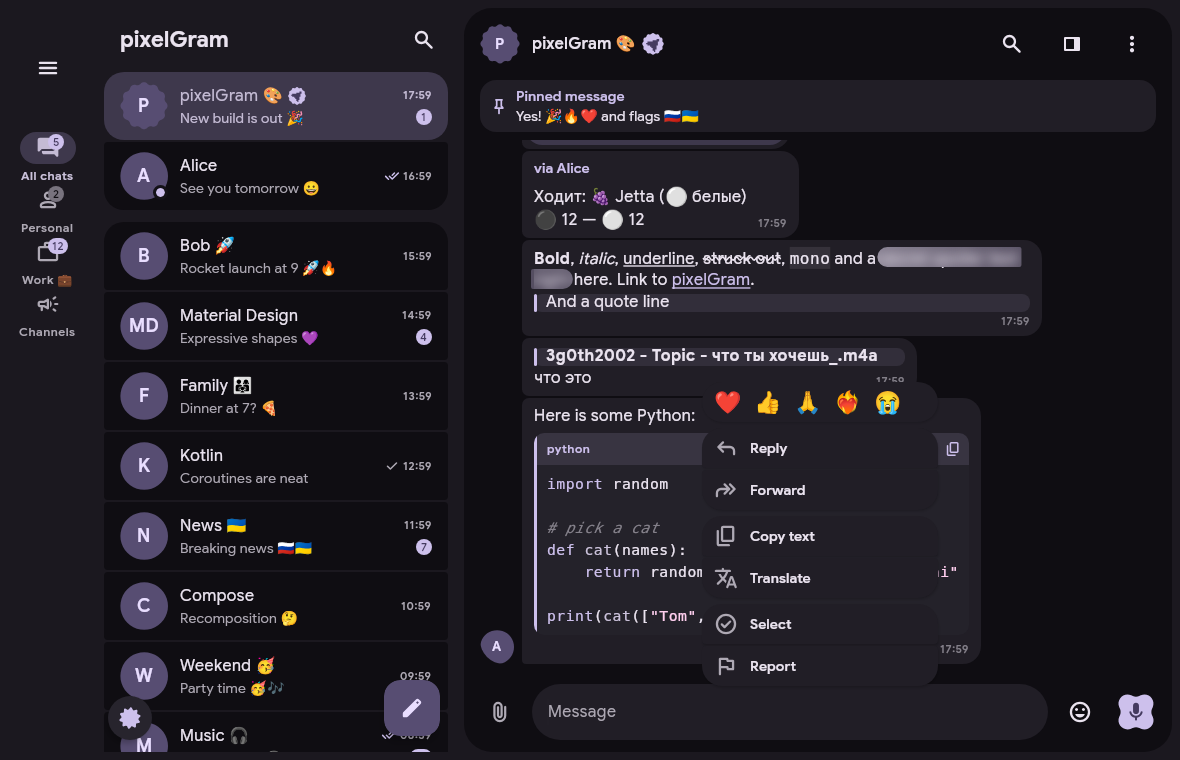 pixelGram
5
All chats
2
Personal
12
Work 💼
Channels
P
pixelGram 🎨
17:59
New build is out 🎉
1
A
Alice
16:59
See you tomorrow 😀
B
Bob 🚀
15:59
Rocket launch at 9 🚀🔥
MD
Material Design
14:59
Expressive shapes 💜
4
F
Family 👨‍👩‍👧‍👦
13:59
Dinner at 7? 🍕
K
Kotlin
12:59
Coroutines are neat
N
News 🇺🇦
11:59
Breaking news 🇷🇺🇺🇦
7
C
Compose
10:59
Recomposition 🤔
W
Weekend 🥳
09:59
Party time 🥳🎶
M
Music 🎧
P
pixelGram 🎨
Pinned message
Yes! 🎉🔥❤️ and flags 🇷🇺🇺🇦
via Alice
Ходит: 🍇 Jetta (⚪ белые)
⚫ 12 — ⚪ 12
17:59
Bold, italic, underline, struck out, mono and a
here. Link to pixelGram.
And a quote line
17:59
3g0th2002 - Topic - что ты хочешь_.m4a
что это
17:59
Here is some Python:
python
import random
# pick a cat
def cat(names):
return random
print(cat(["Tom",
17:59
❤️ 👍 🙏 ❤️‍🔥 😭
Reply
Forward
Copy text
Translate
Select
Report
A
Message